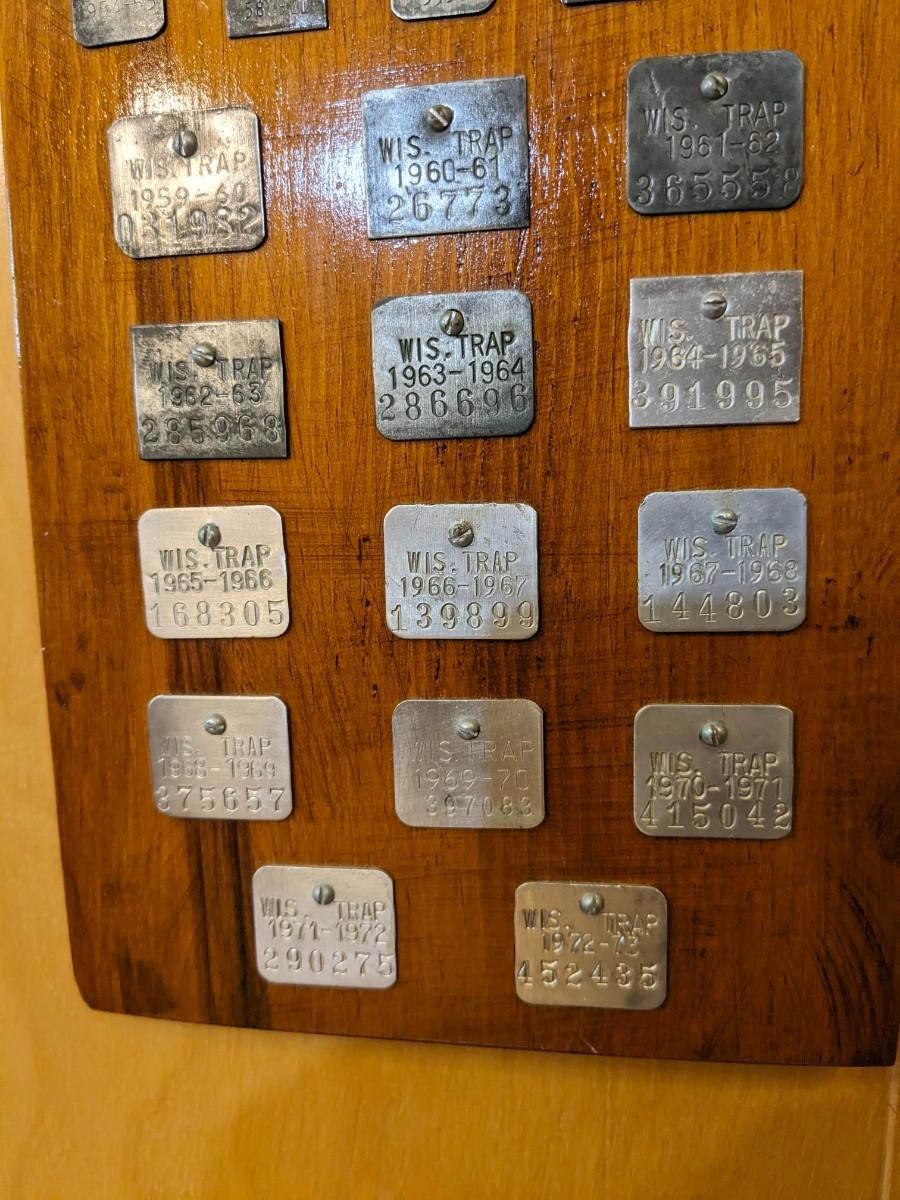 WIS. TRAP
1959-60
031982
WIS. TRAP
1960-61
26773
WIS. TRAP
1961-62
365558
WIS. TRAP
1962-63
285968
WIS. TRAP
1963-1964
286696
WIS. TRAP
1964-1965
391995
WIS. TRAP
1965-1966
168305
WIS. TRAP
1966-1967
139899
WIS. TRAP
1967-1968
144803
WIS. TRAP
1968-1969
375657
WIS. TRAP
1969-70
397083
WIS. TRAP
1970-1971
415042
WIS. TRAP
1971-1972
290275
WIS. TRAP
1972-73
452435